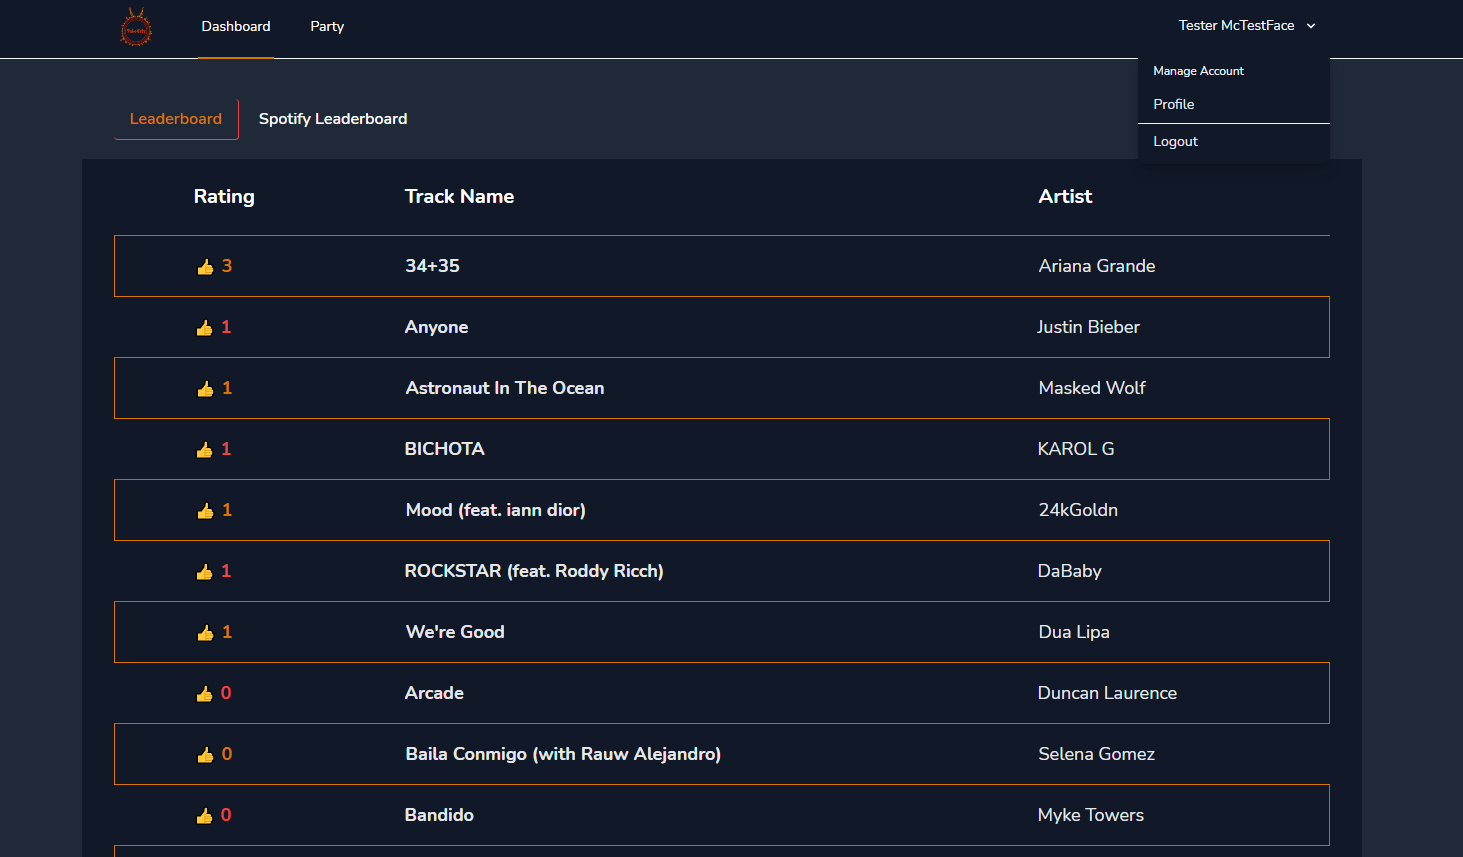 Dashboard Party Tester McTestFace
Manage Account
Profile
Logout
Leaderboard Spotify Leaderboard
Rating Track Name Artist
👍 3 34+35 Ariana Grande
👍 1 Anyone Justin Bieber
👍 1 Astronaut In The Ocean Masked Wolf
👍 1 BICHOTA KAROL G
👍 1 Mood (feat. iann dior) 24kGoldn
👍 1 ROCKSTAR (feat. Roddy Ricch) DaBaby
👍 1 We're Good Dua Lipa
👍 0 Arcade Duncan Laurence
👍 0 Baila Conmigo (with Rauw Alejandro) Selena Gomez
👍 0 Bandido Myke Towers